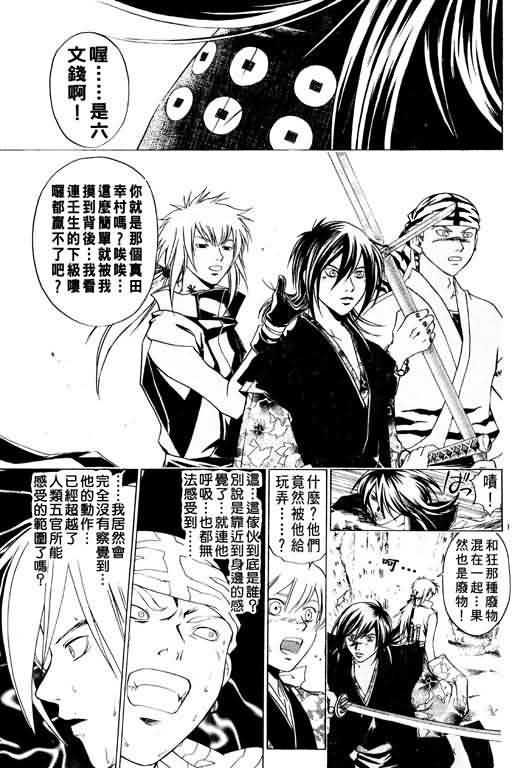 喔……是六
文錢啊！
你就是那個真田
幸村嗎？唉唉…
這麼簡單就被我
摸到背後…我看
連壬生的下級嘍
囉都贏不了吧？
嘖！
ばっ
和狂那種廢物
混在一起…果
然也是廢物！
什麼？他們
竟然被他給
玩弄…？
這…這傢伙到底是誰？
別說是靠近到身邊的感
覺了…就連他
呼吸…也都無
法感受到…
……我居然會
完全沒有察覺到…
他的動作…
已經超越了
人類五官所能
感受的範圍了嗎？